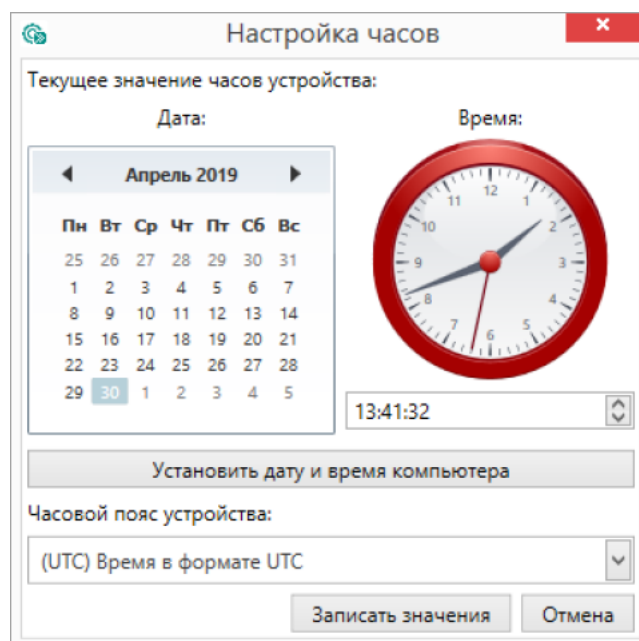 Настройка часов
Текущее значение часов устройства:
Дата:
Время:
Апрель 2019
Пн Вт Ср Чт Пт Сб Вс
25 26 27 28 29 30 31
1 2 3 4 5 6 7
8 9 10 11 12 13 14
15 16 17 18 19 20 21
22 23 24 25 26 27 28
29 30 1 2 3 4 5
12
1
2
3
4
5
6
7
8
9
10
11
13:41:32
Установить дату и время компьютера
Часовой пояс устройства:
(UTC) Время в формате UTC
Записать значения
Отмена